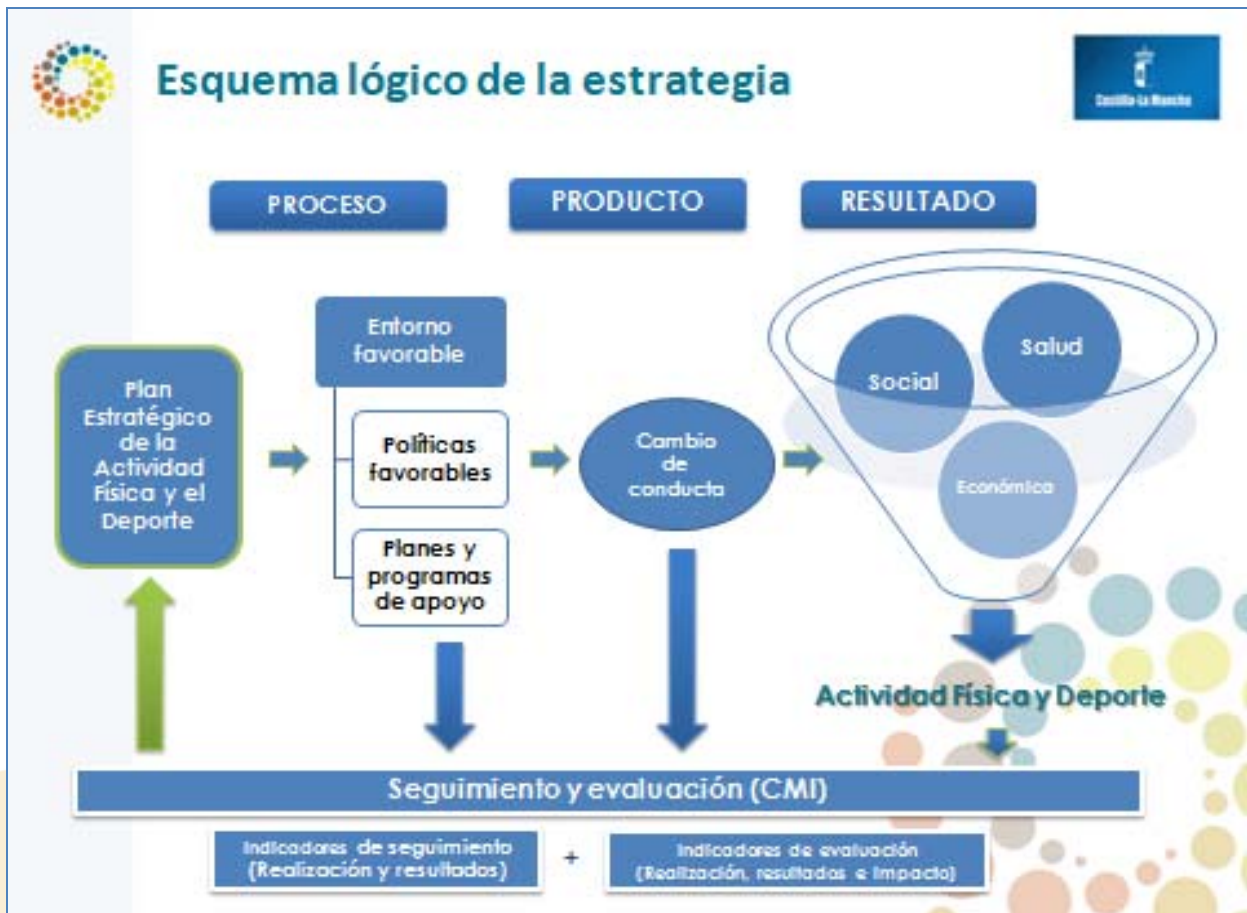 Esquema lógico de la estrategia
Castilla-La Mancha
PROCESO
PRODUCTO
RESULTADO
Plan
Estratégico
de la
Actividad
Física y el
Deporte
Entorno
favorable
Políticas
favorables
Planes y
programas
de apoyo
Cambio
de
conducta
Social
Salud
Económica
Actividad Física y Deporte
Seguimiento y evaluación (CMI)
Indicadores de seguimiento
(Realización y resultados)
+
Indicadores de evaluación
(Realización, resultados e impacto)